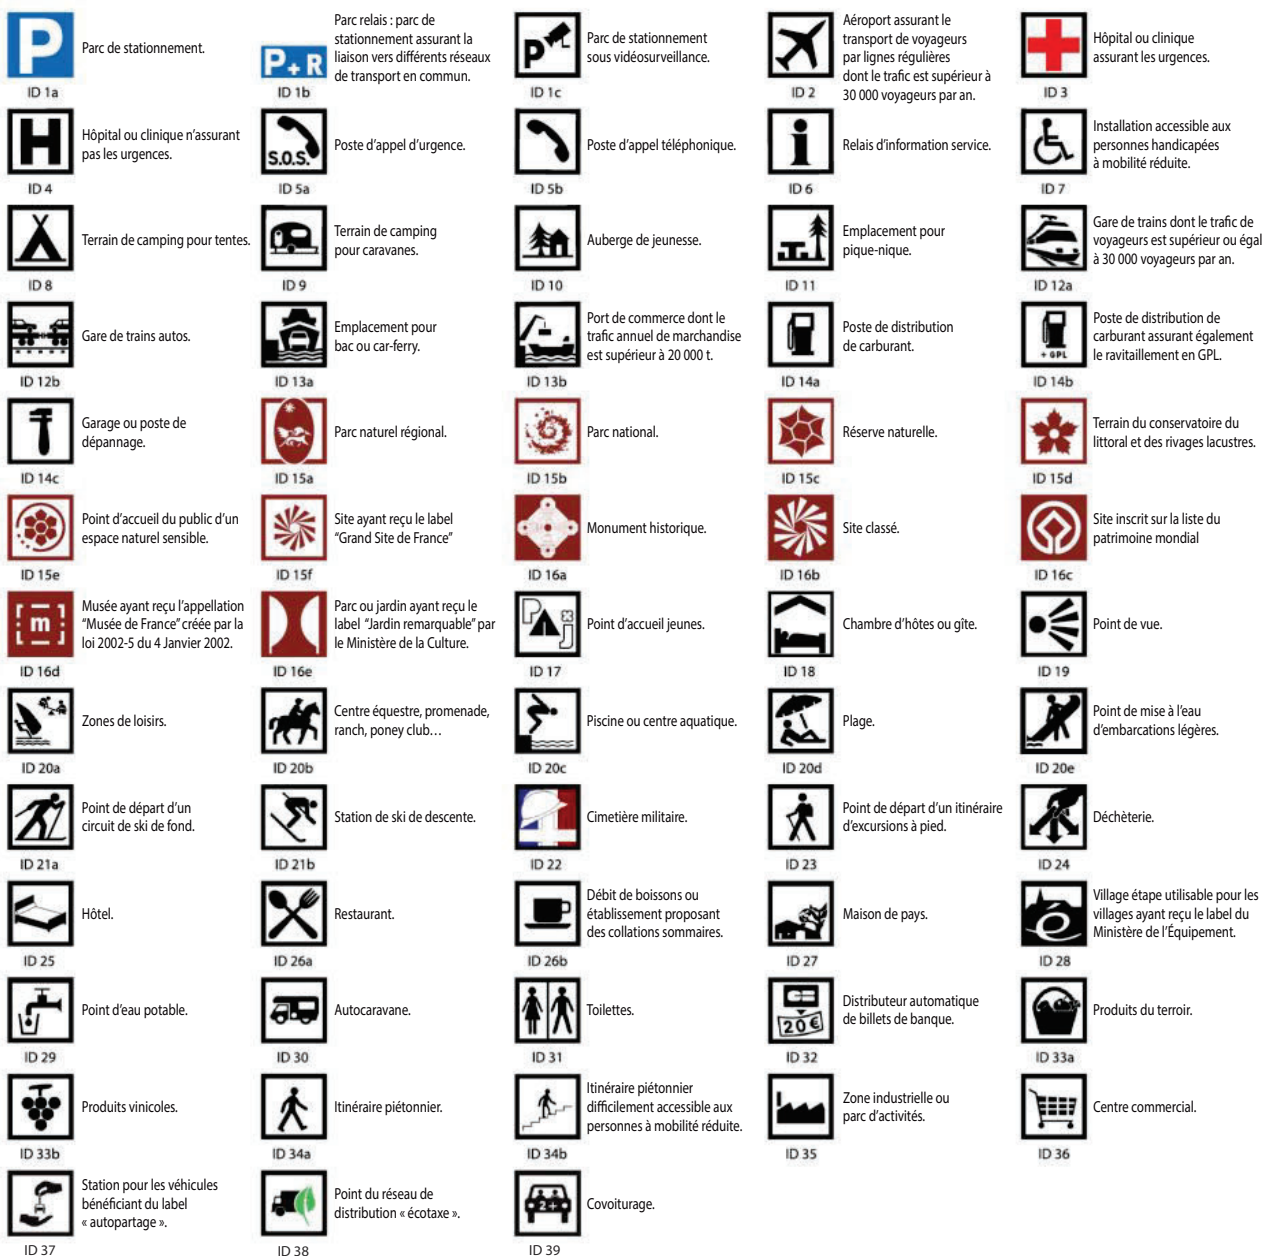 P
Parc de stationnement.
ID 1a
P+R
Parc relais : parc de
stationnement assurant la
liaison vers différents réseaux
de transport en commun.
ID 1b
P
Parc de stationnement
sous vidéosurveillance.
ID 1c
Aéroport assurant le
transport de voyageurs
par lignes régulières
dont le trafic est supérieur à
30 000 voyageurs par an.
ID 2
Hôpital ou clinique
assurant les urgences.
ID 3
H
Hôpital ou clinique n’assurant
pas les urgences.
ID 4
S.O.S.
Poste d’appel d’urgence.
ID 5a
Poste d’appel téléphonique.
ID 5b
i
Relais d’information service.
ID 6
Installation accessible aux
personnes handicapées
à mobilité réduite.
ID 7
Terrain de camping pour tentes.
ID 8
Terrain de camping
pour caravanes.
ID 9
Auberge de jeunesse.
ID 10
Emplacement pour
pique-nique.
ID 11
Gare de trains dont le trafic de
voyageurs est supérieur ou égal
à 30 000 voyageurs par an.
ID 12a
Gare de trains autos.
ID 12b
Emplacement pour
bac ou car-ferry.
ID 13a
Port de commerce dont le
trafic annuel de marchandise
est supérieur à 20 000 t.
ID 13b
Poste de distribution
de carburant.
ID 14a
+ GPL
Poste de distribution de
carburant assurant également
le ravitaillement en GPL.
ID 14b
Garage ou poste de
dépannage.
ID 14c
Parc naturel régional.
ID 15a
Parc national.
ID 15b
Réserve naturelle.
ID 15c
Terrain du conservatoire du
littoral et des rivages lacustres.
ID 15d
Point d’accueil du public d’un
espace naturel sensible.
ID 15e
Site ayant reçu le label
“Grand Site de France”
ID 15f
Monument historique.
ID 16a
Site classé.
ID 16b
Site inscrit sur la liste du
patrimoine mondial
ID 16c
m
Musée ayant reçu l’appellation
“Musée de France” créée par la
loi 2002-5 du 4 Janvier 2002.
ID 16d
Parc ou jardin ayant reçu le
label “Jardin remarquable” par
le Ministère de la Culture.
ID 16e
PAJ
Point d’accueil jeunes.
ID 17
Chambre d’hôtes ou gîte.
ID 18
Point de vue.
ID 19
Zones de loisirs.
ID 20a
Centre équestre, promenade,
ranch, poney club…
ID 20b
Piscine ou centre aquatique.
ID 20c
Plage.
ID 20d
Point de mise à l’eau
d’embarcations légères.
ID 20e
Point de départ d’un
circuit de ski de fond.
ID 21a
Station de ski de descente.
ID 21b
Cimetière militaire.
ID 22
Point de départ d’un itinéraire
d’excursions à pied.
ID 23
Déchèterie.
ID 24
Hôtel.
ID 25
Restaurant.
ID 26a
Débit de boissons ou
établissement proposant
des collations sommaires.
ID 26b
Maison de pays.
ID 27
é
Village étape utilisable pour les
villages ayant reçu le label du
Ministère de l’Équipement.
ID 28
Point d’eau potable.
ID 29
Autocaravane.
ID 30
Toilettes.
ID 31
20€
Distributeur automatique
de billets de banque.
ID 32
Produits du terroir.
ID 33a
Produits vinicoles.
ID 33b
Itinéraire piétonnier.
ID 34a
Itinéraire piétonnier
difficilement accessible aux
personnes à mobilité réduite.
ID 34b
Zone industrielle ou
parc d’activités.
ID 35
Centre commercial.
ID 36
Station pour les véhicules
bénéficiant du label
« autopartage ».
ID 37
Point du réseau de
distribution « écotaxe ».
ID 38
2+
Covoiturage.
ID 39